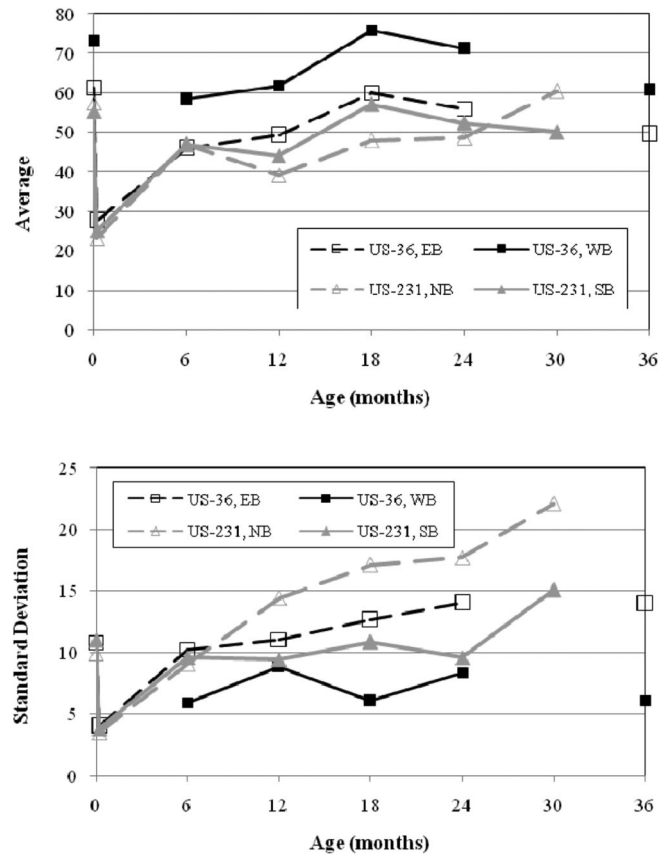 80
70
60
50
40
30
20
10
0
Average
US-36, EB US-36, WB
US-231, NB US-231, SB
0 6 12 18 24 30 36
Age (months)
25
20
15
10
5
0
Standard Deviation
US-36, EB US-36, WB
US-231, NB US-231, SB
0 6 12 18 24 30 36
Age (months)